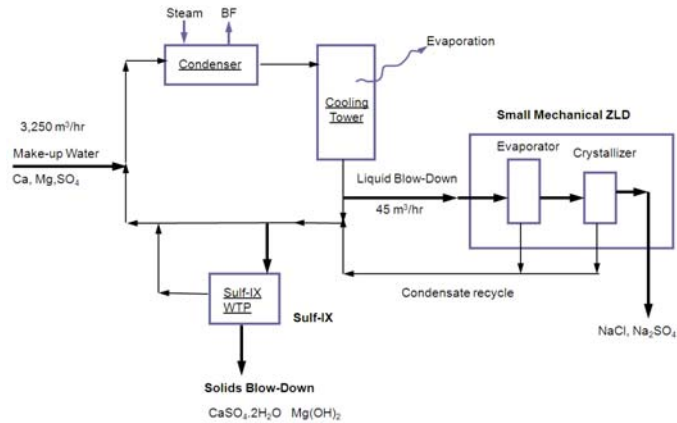 Steam BF
Condenser
Evaporation
Cooling
Tower
Small Mechanical ZLD
Evaporator
Crystallizer
3,250 m³/hr
Make-up Water
Ca, Mg,SO₄
Liquid Blow-Down
45 m³/hr
Condensate recycle
Sulf-IX
WTP
Sulf-IX
NaCl, Na₂SO₄
Solids Blow-Down
CaSO₄.2H₂O Mg(OH)₂